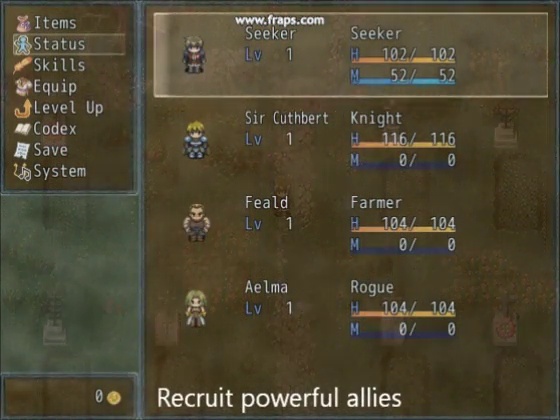 www.fraps.com
Items
Status
Skills
Equip
Level Up
Codex
Save
System
Seeker Seeker
Lv 1 H 102/ 102
M 52/ 52
Sir Cuthbert Knight
Lv 1 H 116/ 116
M 0/ 0
Feald Farmer
Lv 1 H 104/ 104
M 0/ 0
Aelma Rogue
Lv 1 H 104/ 104
M 0/ 0
0
Recruit powerful allies